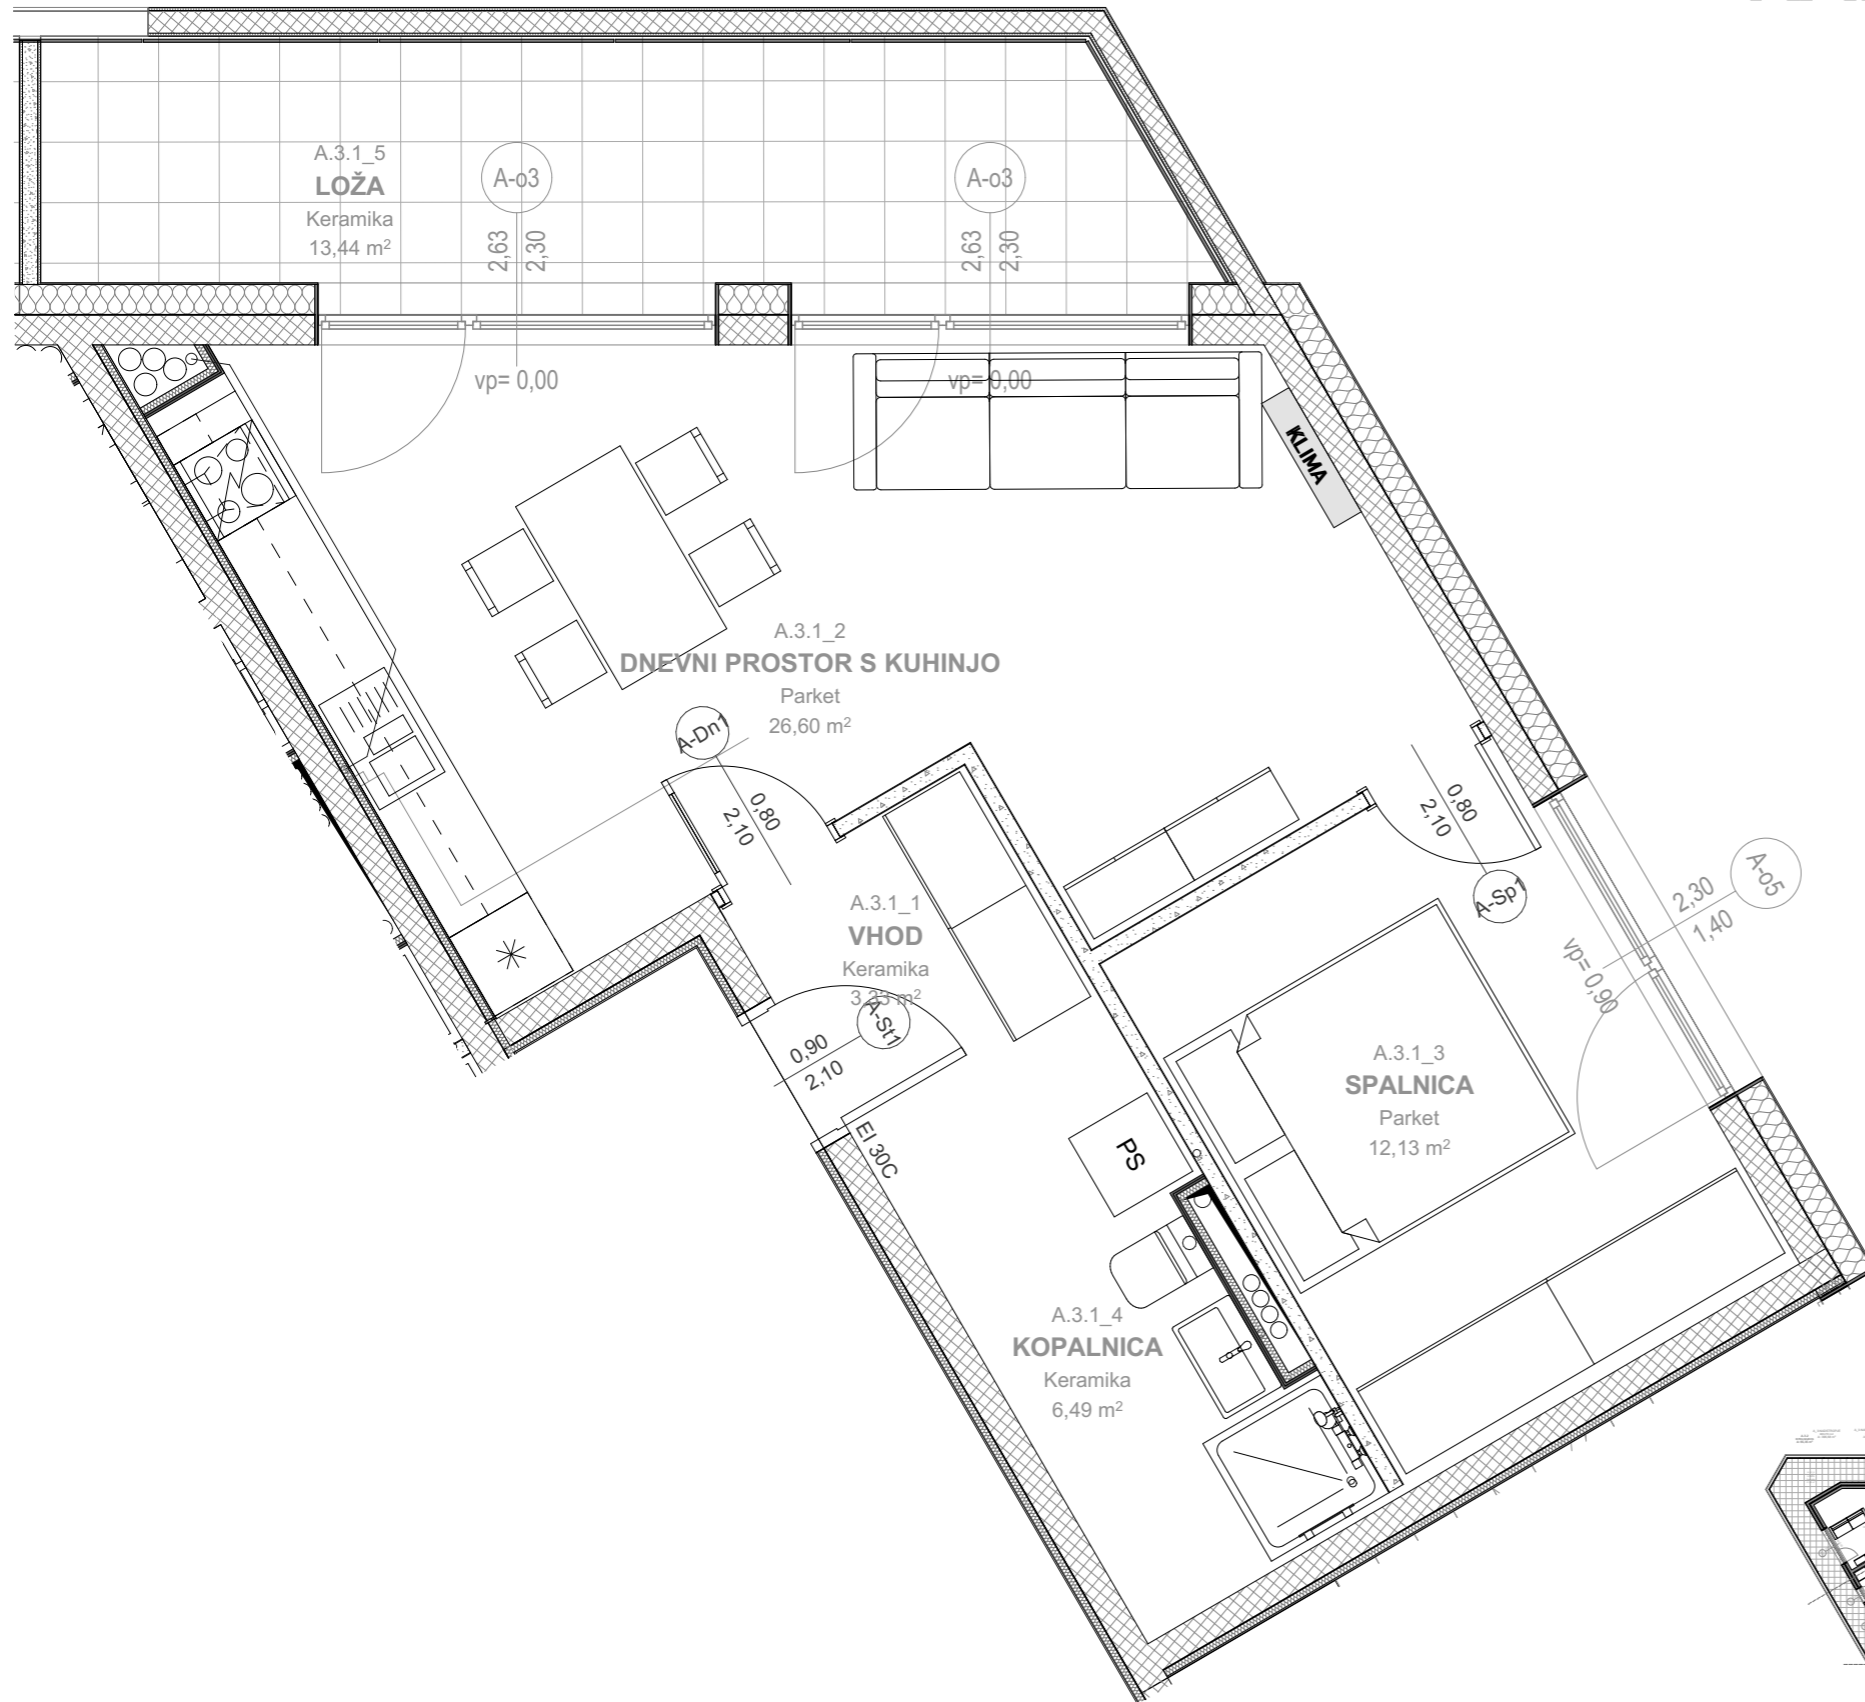 A.3.1_5
LOŽA
Keramika
13,44 m²
A-o3
2,63
2,30
vp= 0,00
A-o3
2,63
2,30
vp= 0,00
KLIMA
A.3.1_2
DNEVNI PROSTOR S KUHINJO
Parket
26,60 m²
A-Dn1
0,80
2,10
0,80
2,10
A-Sp1
A.3.1_1
VHOD
Keramika
3,33 m²
A-St1
0,90
2,10
EI 30C
A-o5
2,30
1,40
vp= 0,90
A.3.1_3
SPALNICA
Parket
12,13 m²
PS
A.3.1_4
KOPALNICA
Keramika
6,49 m²